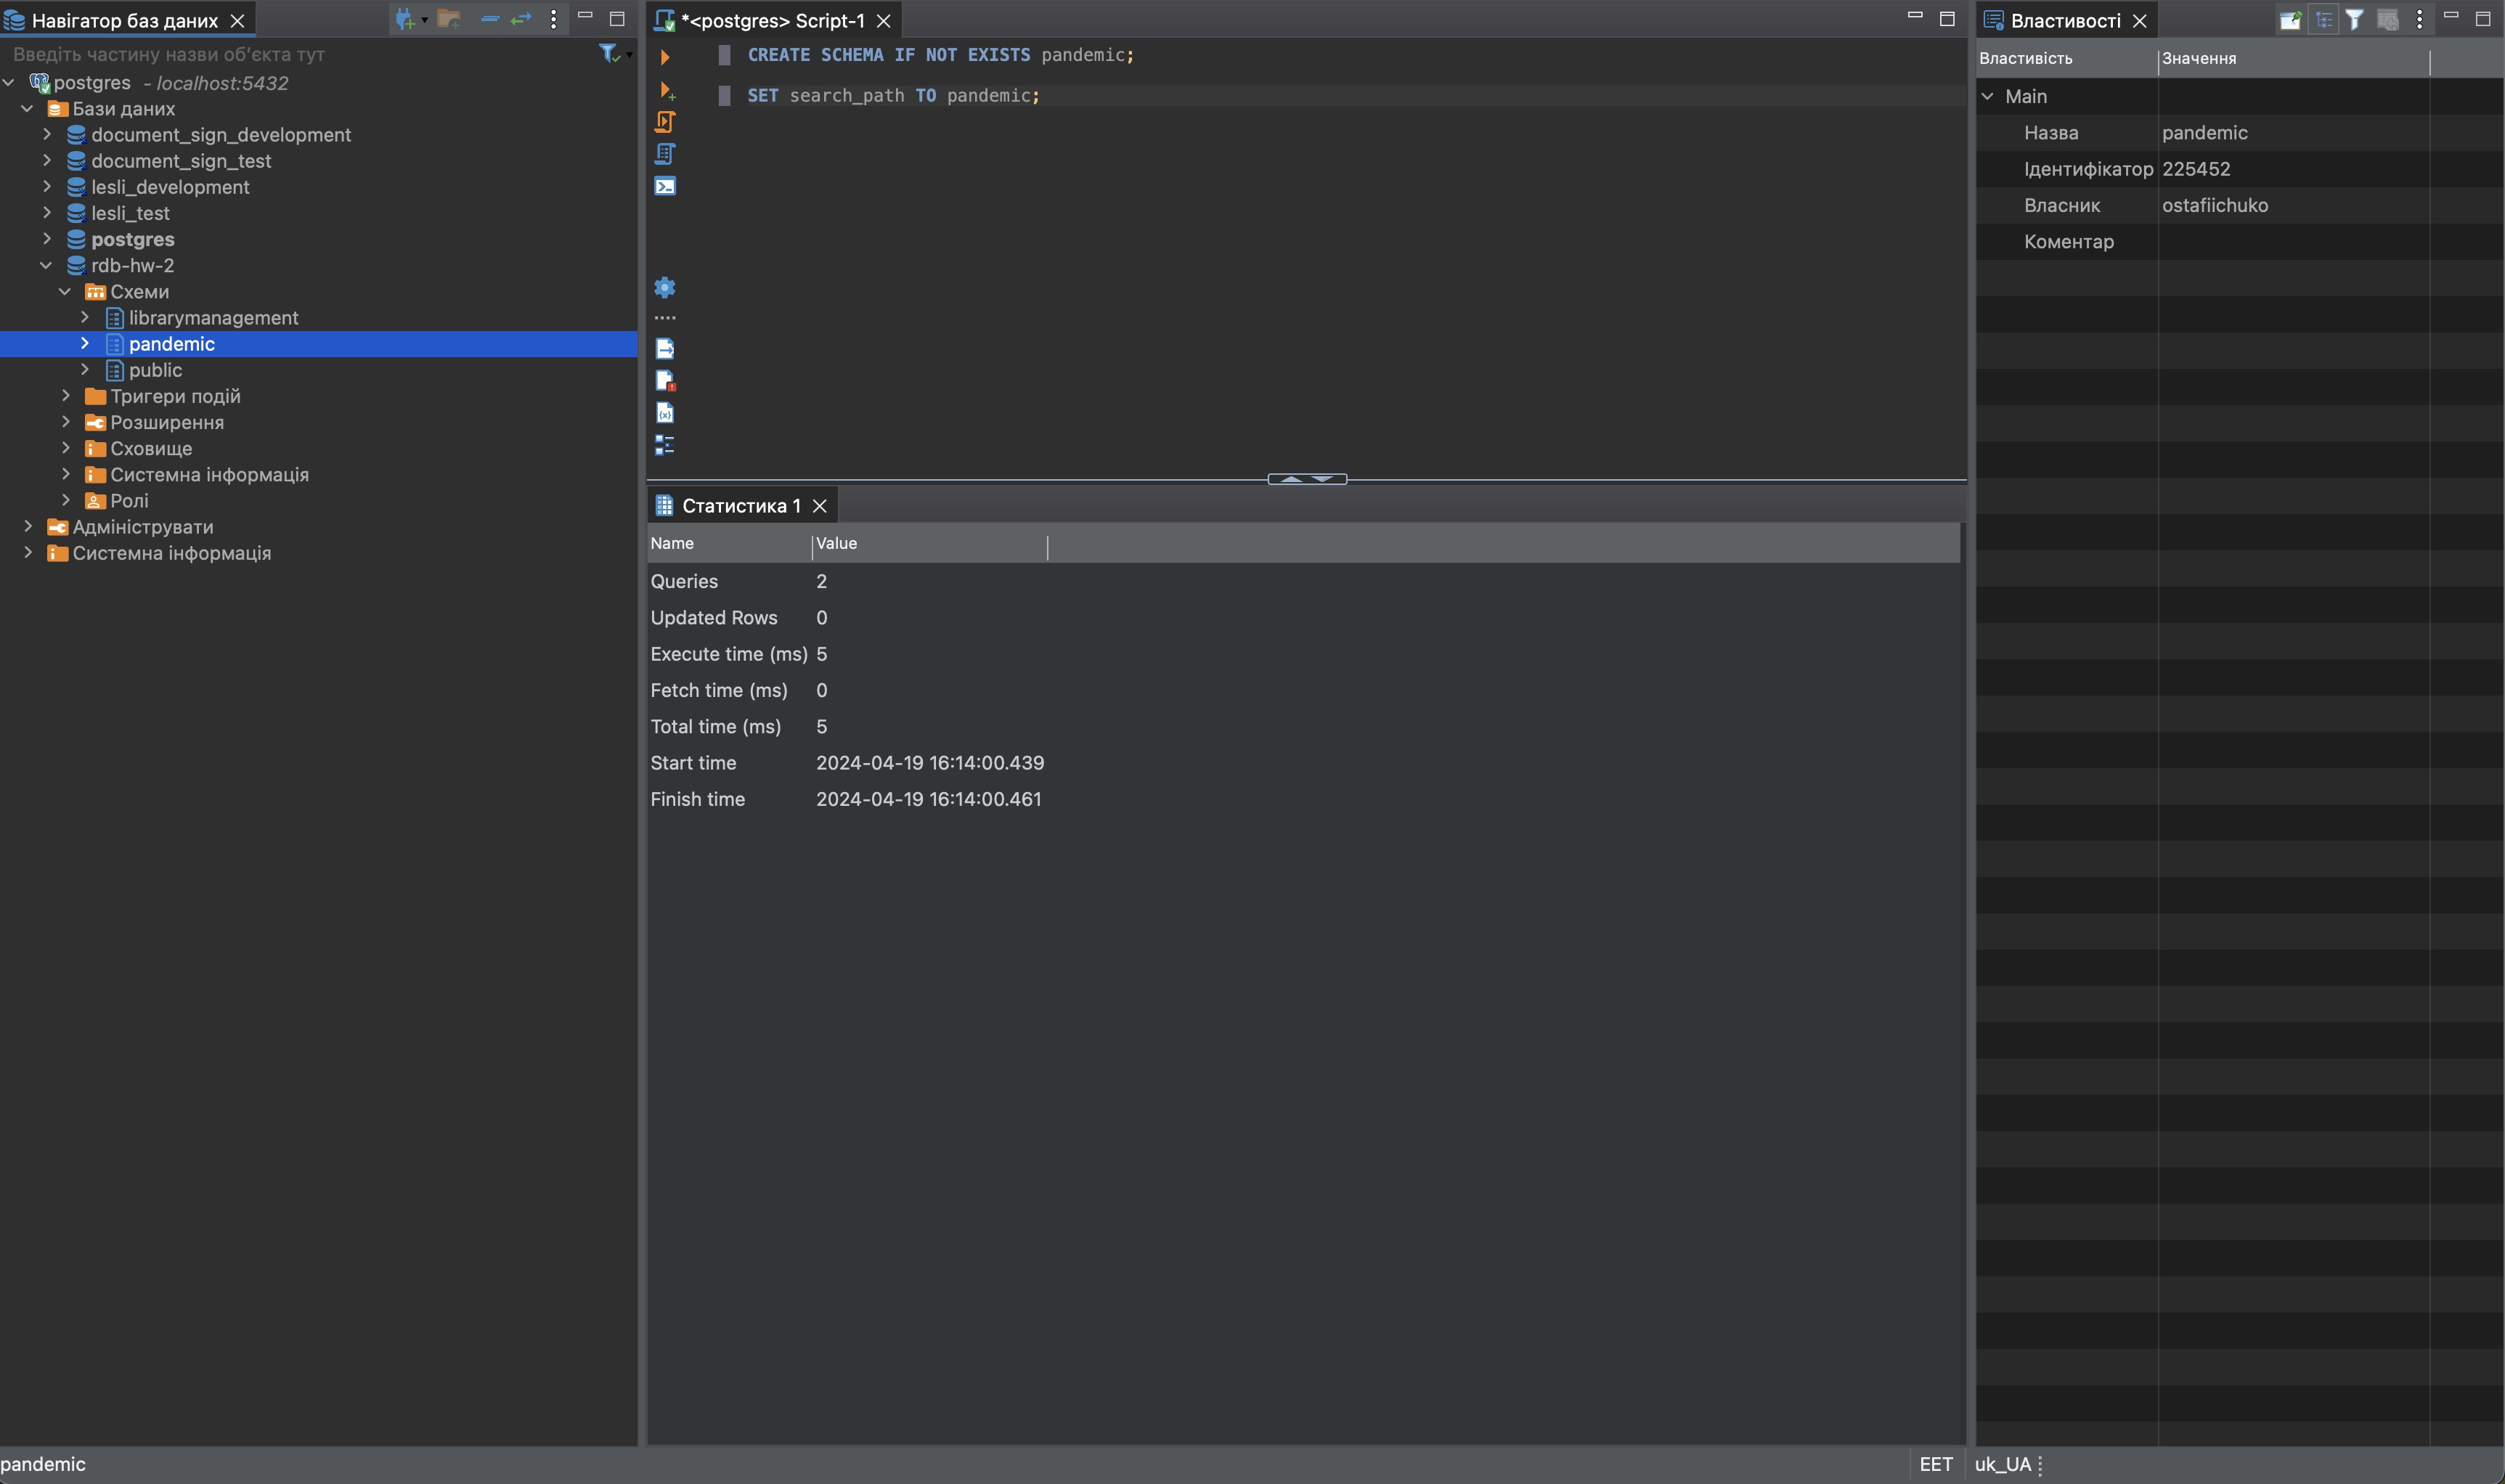 Навігатор баз даних
Введіть частину назви об'єкта тут
postgres - localhost:5432
Бази даних
document_sign_development
document_sign_test
lesli_development
lesli_test
postgres
rdb-hw-2
Схеми
librarymanagement
pandemic
public
Тригери подій
Розширення
Сховище
Системна інформація
Ролі
Адмініструвати
Системна інформація
*<postgres> Script-1
CREATE SCHEMA IF NOT EXISTS pandemic;
SET search_path TO pandemic;
Статистика 1
Name Value
Queries 2
Updated Rows 0
Execute time (ms) 5
Fetch time (ms) 0
Total time (ms) 5
Start time 2024-04-19 16:14:00.439
Finish time 2024-04-19 16:14:00.461
Властивості
Властивість Значення
Main
Назва pandemic
Ідентифікатор 225452
Власник ostafiichuko
Коментар
pandemic
EET uk_UA